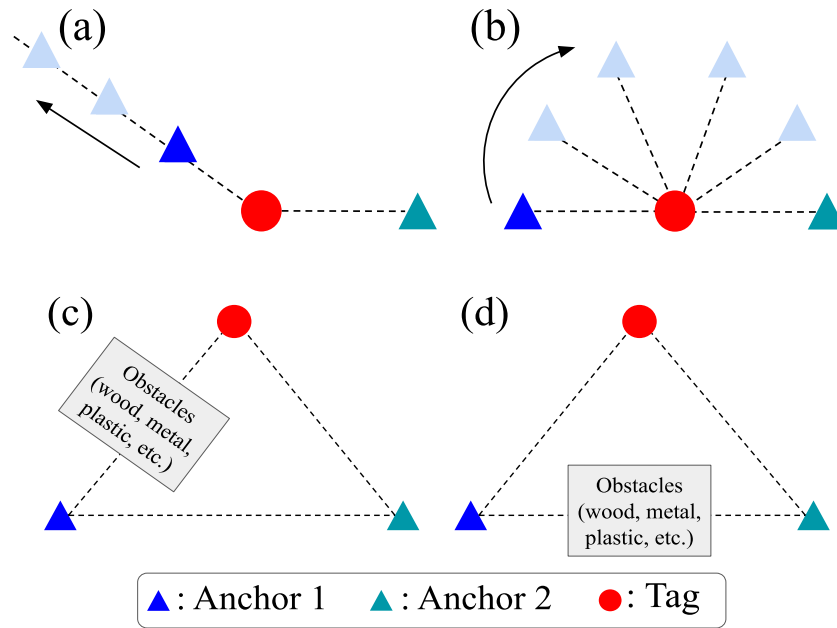 (a)
(b)
(c)
Obstacles
(wood, metal,
plastic, etc.)
(d)
Obstacles
(wood, metal,
plastic, etc.)
: Anchor 1 : Anchor 2 : Tag